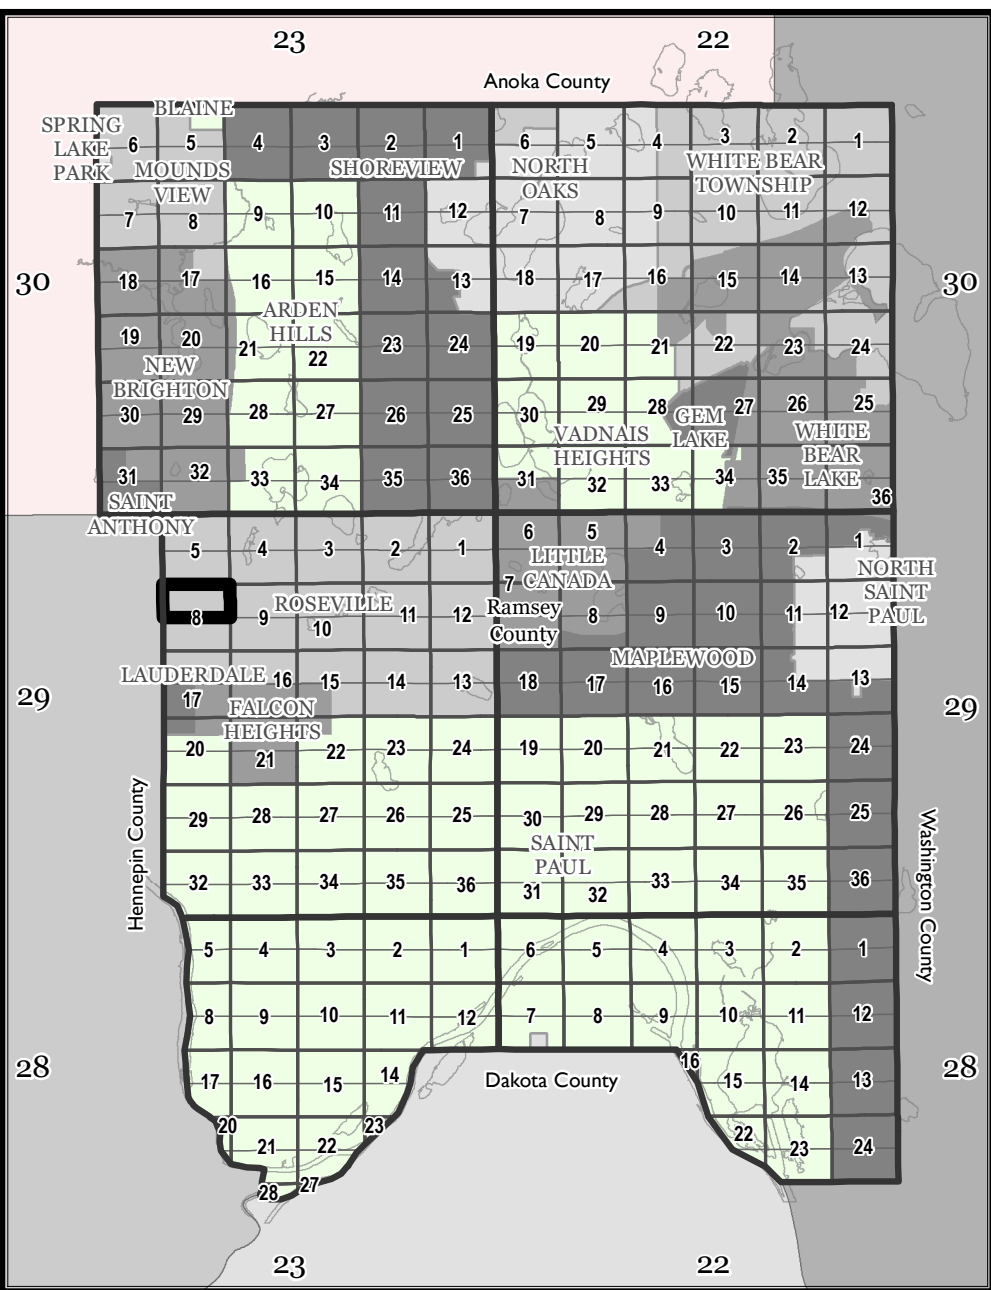 23 22
Anoka County
BLAINE
SPRING
LAKE
PARK
6 5 4 3 2 1 6 5 4 3 2 1
MOUNDS
VIEW
SHOREVIEW
NORTH
OAKS
WHITE BEAR
TOWNSHIP
7 8 9 10 11 12 7 8 9 10 11 12
30 18 17 16 15 14 13 18 17 16 15 14 13 30
ARDEN
HILLS
19 20 21 22 23 24 19 20 21 22 23 24
NEW
BRIGHTON
30 29 28 27 26 25 30 29 28 27 26 25
GEM
LAKE
VADNAIS
HEIGHTS
WHITE
BEAR
LAKE
31 32 33 34 35 36 31 32 33 34 35 36
SAINT
ANTHONY
5 4 3 2 1 6 5 4 3 2 1
LITTLE
CANADA
NORTH
SAINT
PAUL
8 9 10 11 12 7 8 9 10 11 12
ROSEVILLE
Ramsey
County
MAPLEWOOD
LAUDERDALE
29 17 16 15 14 13 18 17 16 15 14 13 29
FALCON
HEIGHTS
20 21 22 23 24 19 20 21 22 23 24
Hennepin County
29 28 27 26 25 30 29 28 27 26 25
Washington County
SAINT
PAUL
32 33 34 35 36 31 32 33 34 35 36
5 4 3 2 1 6 5 4 3 2 1
8 9 10 11 12 7 8 9 10 11 12
28 17 16 15 14 16 15 14 13 28
Dakota County
20 21 22 23 22 23 24
28 27
23 22